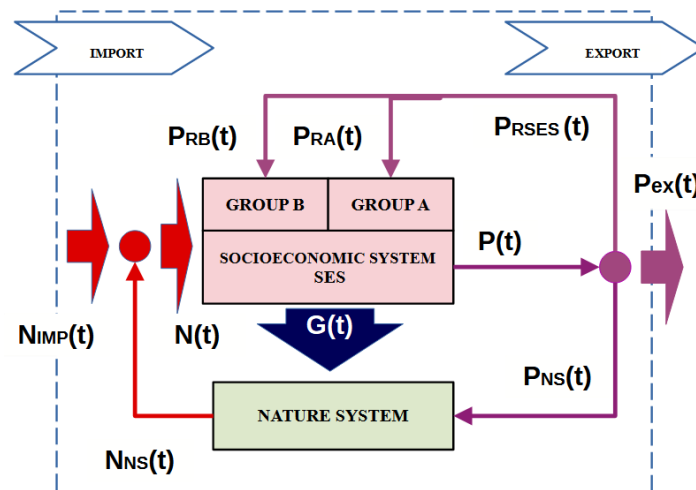 IMPORT
EXPORT
PRB(t)
PRA(t)
PRSES(t)
Pex(t)
GROUP B
GROUP A
SOCIOECONOMIC SYSTEM
SES
P(t)
NIMP(t)
N(t)
G(t)
PNS(t)
NATURE SYSTEM
NNS(t)